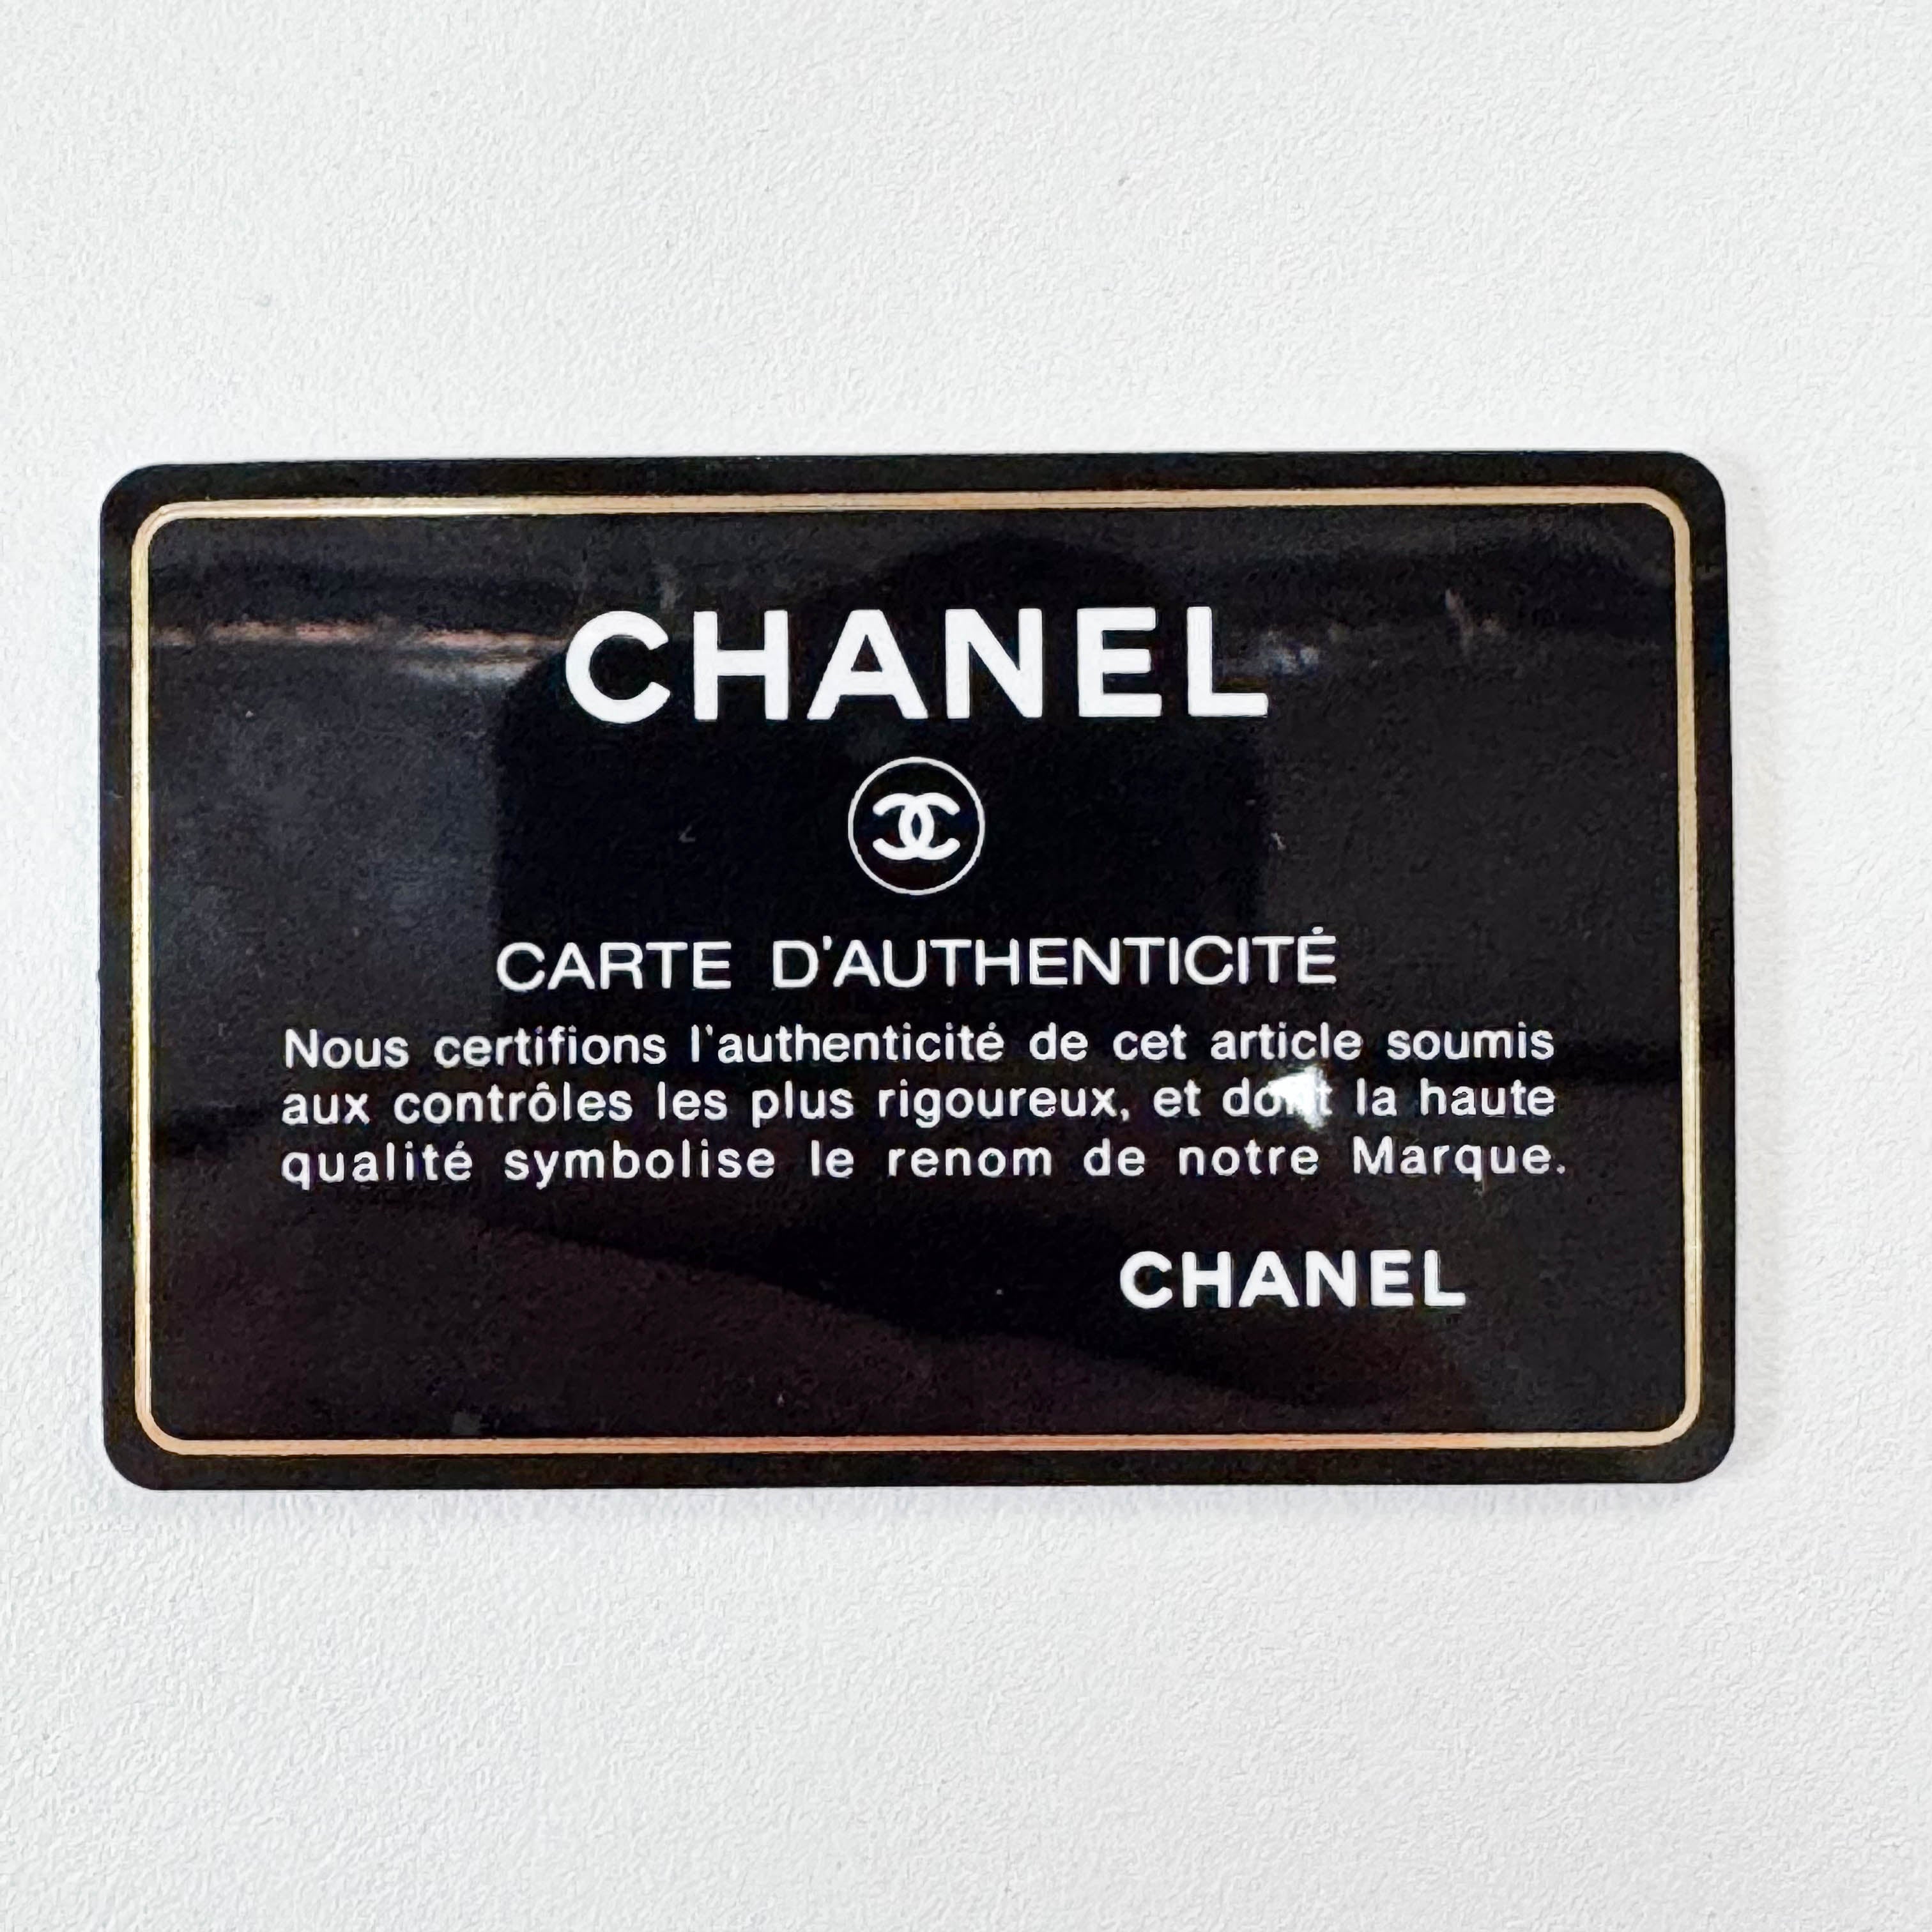 CHANEL
CARTE D'AUTHENTICITÉ
Nous certifions l'authenticité de cet article soumis
aux contrôles les plus rigoureux, et dont la haute
qualité symbolise le renom de notre Marque.
CHANEL